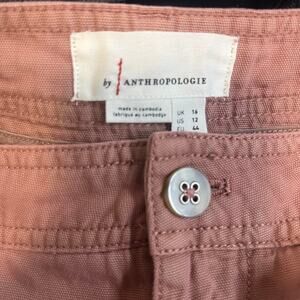 by ANTHROPOLOGIE
made in cambodia
fabriqué au cambodge
UK 16
US 12
EU 44